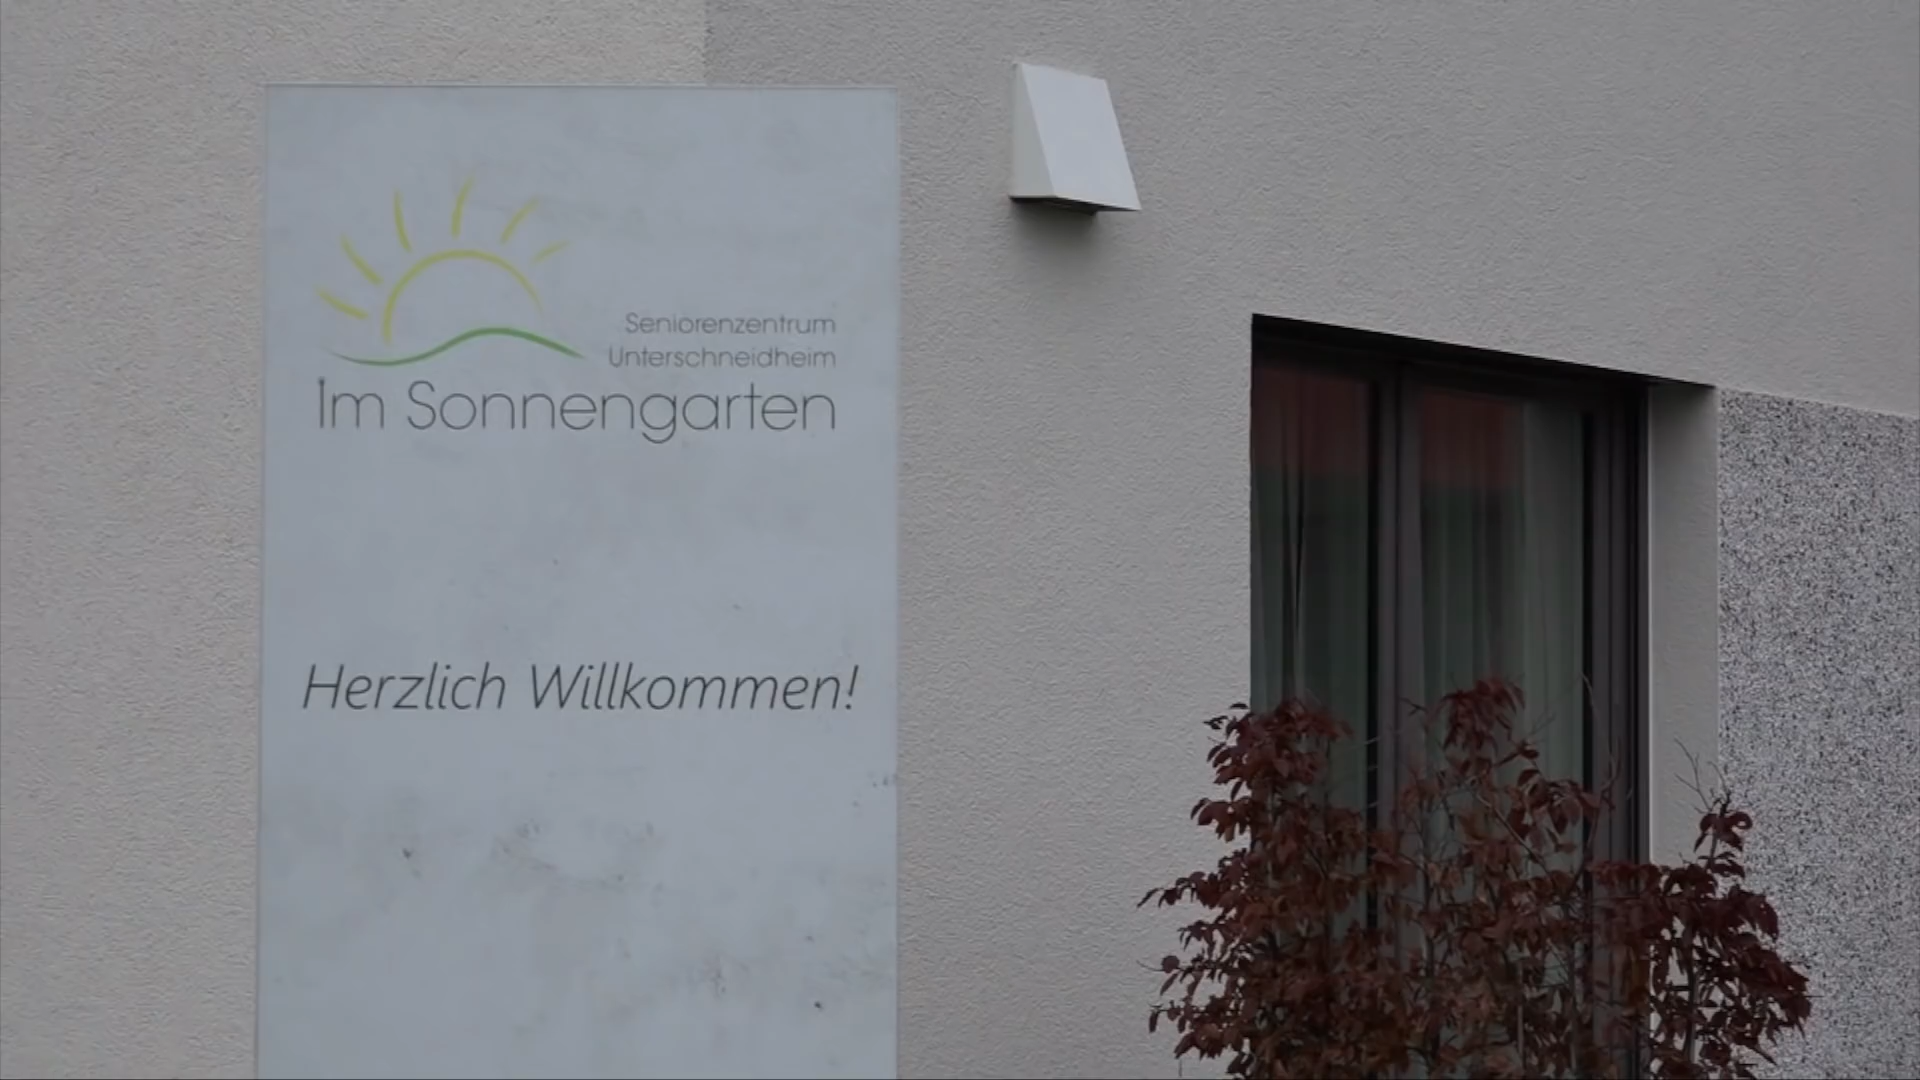 Seniorenzentrum
Unterschneidheim
Im Sonnengarten
Herzlich Willkommen!